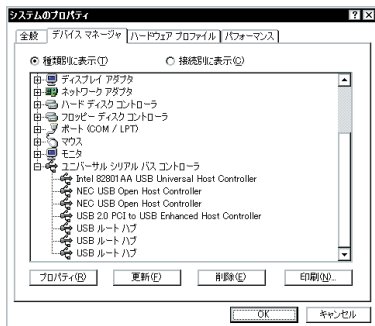 システムのプロパティ
全般 デバイス マネージャ ハードウェア プロファイル パフォーマンス
種類別に表示(T) 接続別に表示(C)
ディスプレイ アダプタ
ネットワーク アダプタ
ハード ディスク コントローラ
フロッピー ディスク コントローラ
ポート (COM / LPT)
マウス
モニタ
ユニバーサル シリアル バス コントローラ
Intel 82801AA USB Universal Host Controller
NEC USB Open Host Controller
NEC USB Open Host Controller
USB 2.0 PCI to USB Enhanced Host Controller
USB ルート ハブ
USB ルート ハブ
USB ルート ハブ
プロパティ(R) 更新(F) 削除(E) 印刷(N)...
OK キャンセル